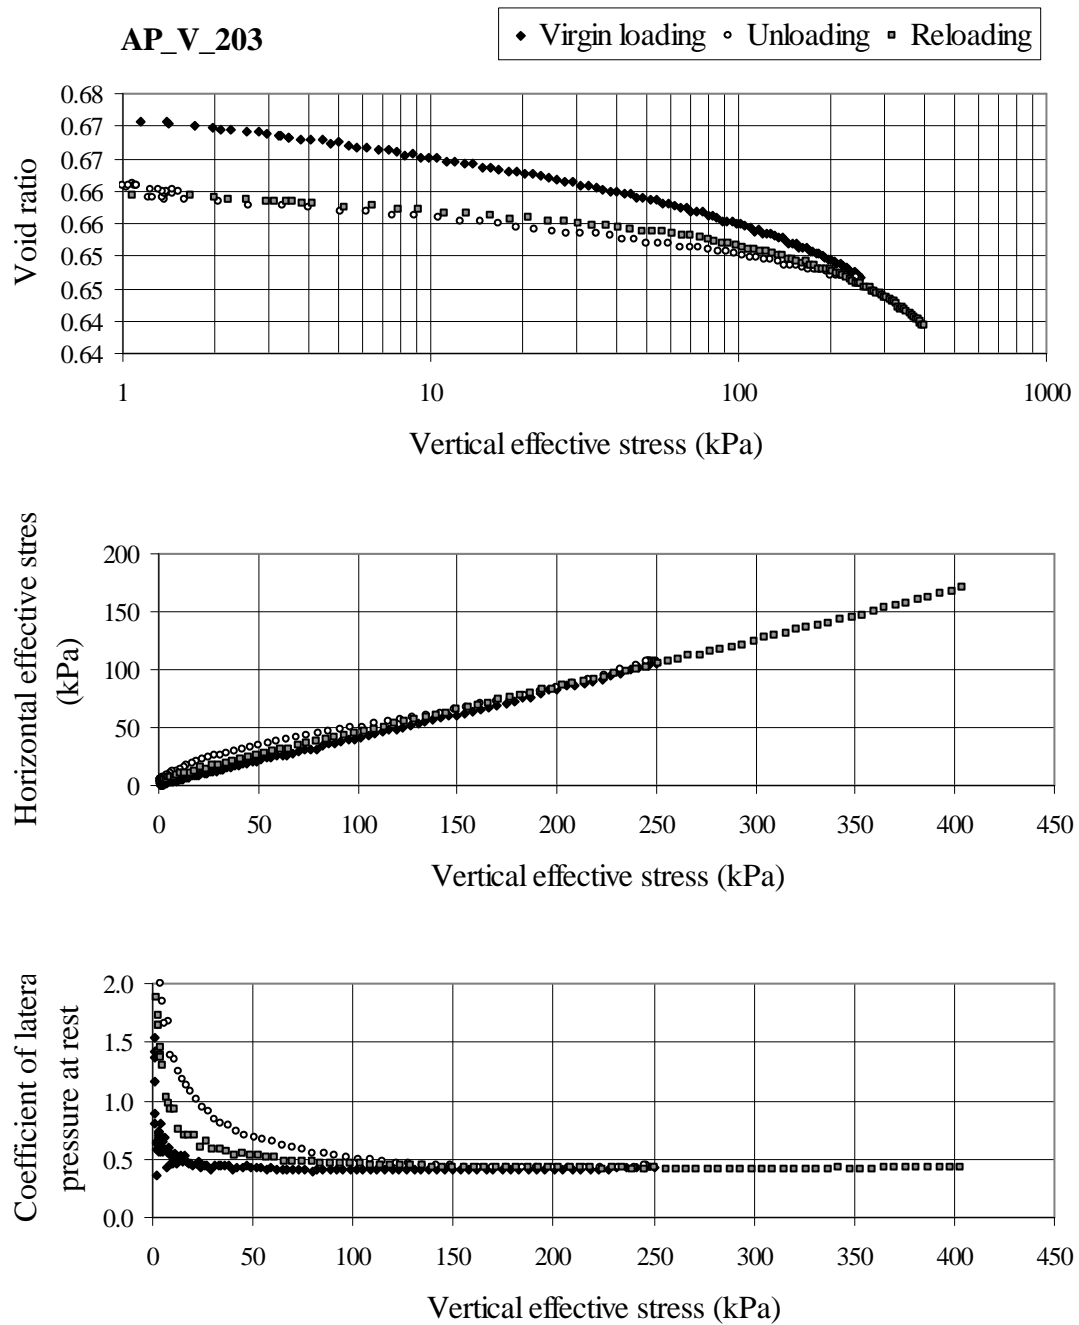 AP_V_203
Virgin loading Unloading Reloading
Void ratio
0.68
0.67
0.67
0.66
0.66
0.65
0.65
0.64
0.64
1 10 100 1000
Vertical effective stress (kPa)
Horizontal effective stres
(kPa)
200
150
100
50
0
0 50 100 150 200 250 300 350 400 450
Vertical effective stress (kPa)
Coefficient of latera
pressure at rest
2.0
1.5
1.0
0.5
0.0
0 50 100 150 200 250 300 350 400 450
Vertical effective stress (kPa)